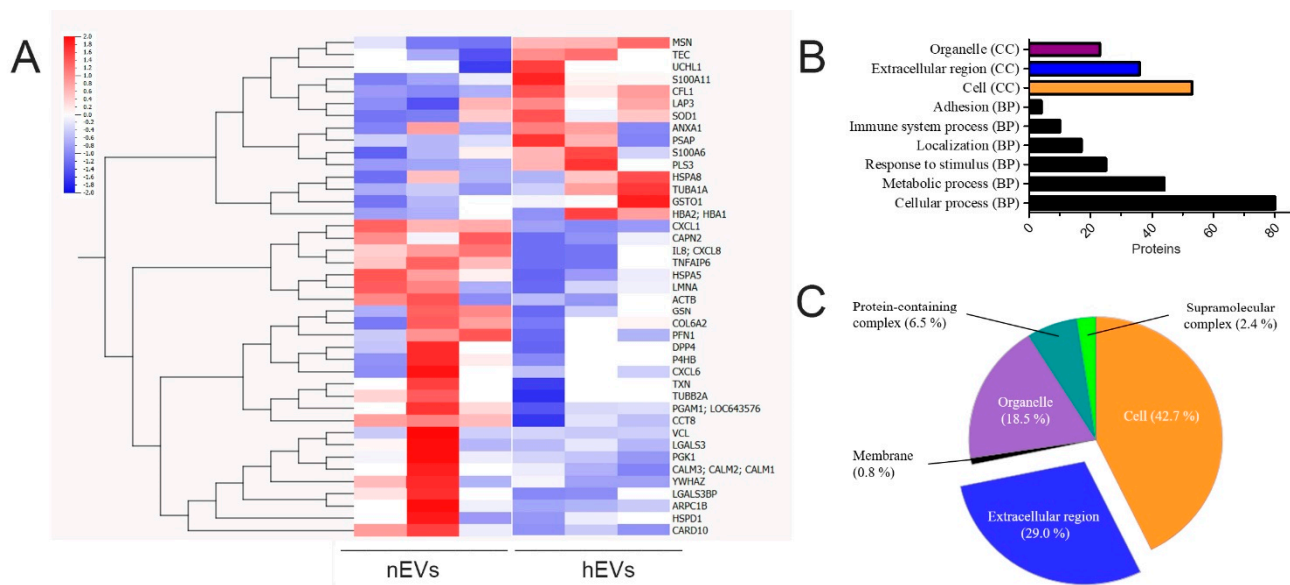 A
2.0
1.8
1.6
1.4
1.2
1.0
0.8
0.6
0.4
0.2
0.0
-0.2
-0.4
-0.6
-0.8
-1.0
-1.2
-1.4
-1.6
-1.8
-2.0
MSN
TEC
UCHL1
S100A11
CFL1
LAP3
SOD1
ANXA1
PSAP
S100A6
PLS3
HSPA8
TUBA1A
GSTO1
HBA2; HBA1
CXCL1
CAPN2
IL8; CXCL8
TNFAIP6
HSPA5
LMNA
ACTB
GSN
COL6A2
PFN1
DPP4
P4HB
CXCL6
TXN
TUBB2A
PGAM1; LOC643576
CCT8
VCL
LGALS3
PGK1
CALM3; CALM2; CALM1
YWHAZ
LGALS3BP
ARPC1B
HSPD1
CARD10
nEVs
hEVs
B
Organelle (CC)
Extracellular region (CC)
Cell (CC)
Adhesion (BP)
Immune system process (BP)
Localization (BP)
Response to stimulus (BP)
Metabolic process (BP)
Cellular process (BP)
0
20
40
60
80
Proteins
C
Protein-containing
complex (6.5 %)
Supramolecular
complex (2.4 %)
Organelle
(18.5 %)
Cell (42.7 %)
Membrane
(0.8 %)
Extracellular region
(29.0 %)